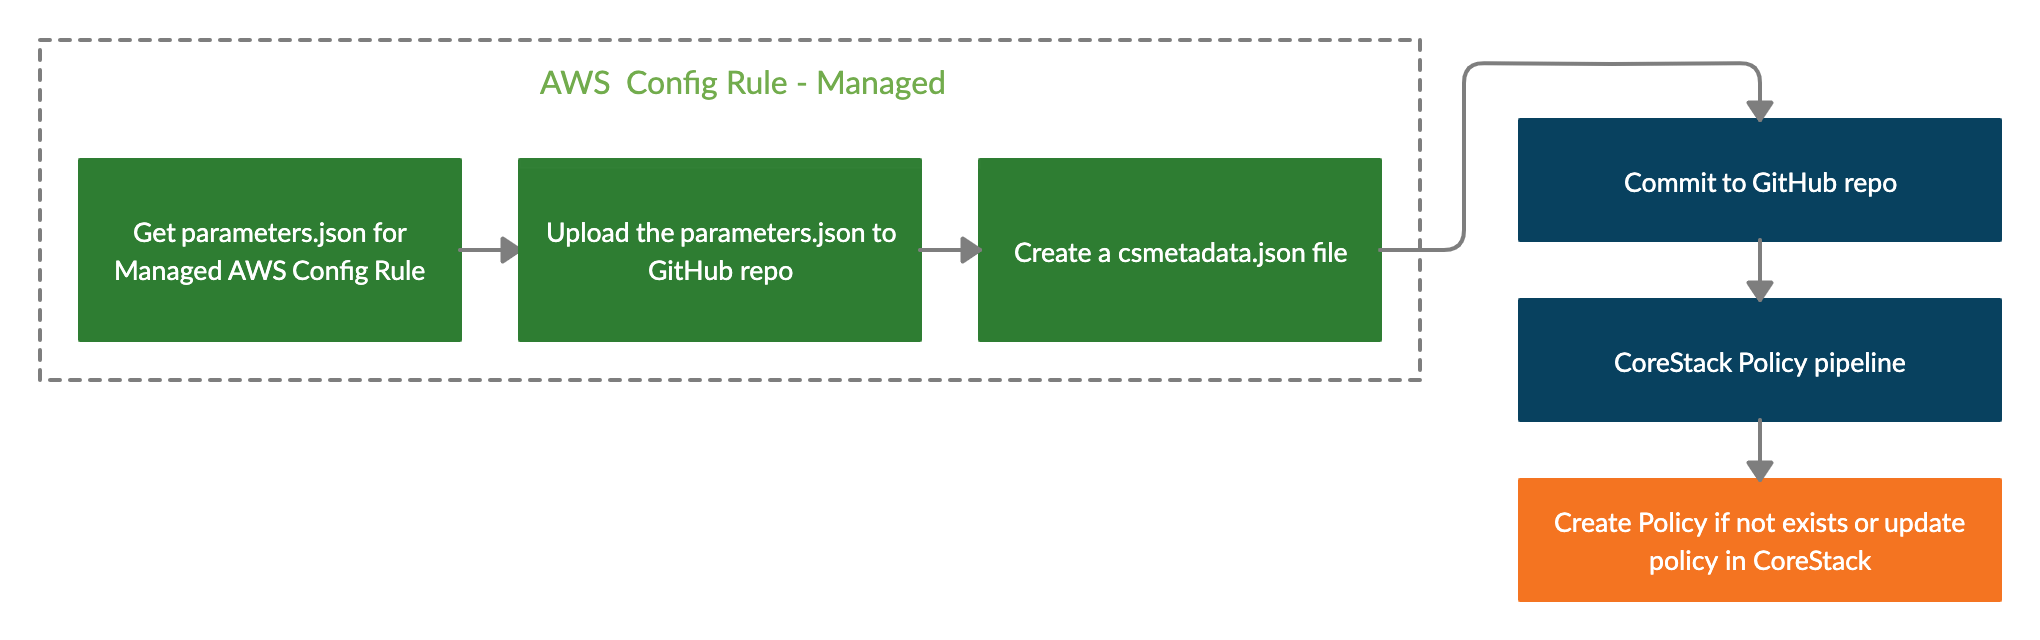 AWS  Config Rule - Managed
Get parameters.json for
Managed AWS Config Rule
Upload the parameters.json to
GitHub repo
Create a csmetadata.json file
Commit to GitHub repo
CoreStack Policy pipeline
Create Policy if not exists or update
policy in CoreStack